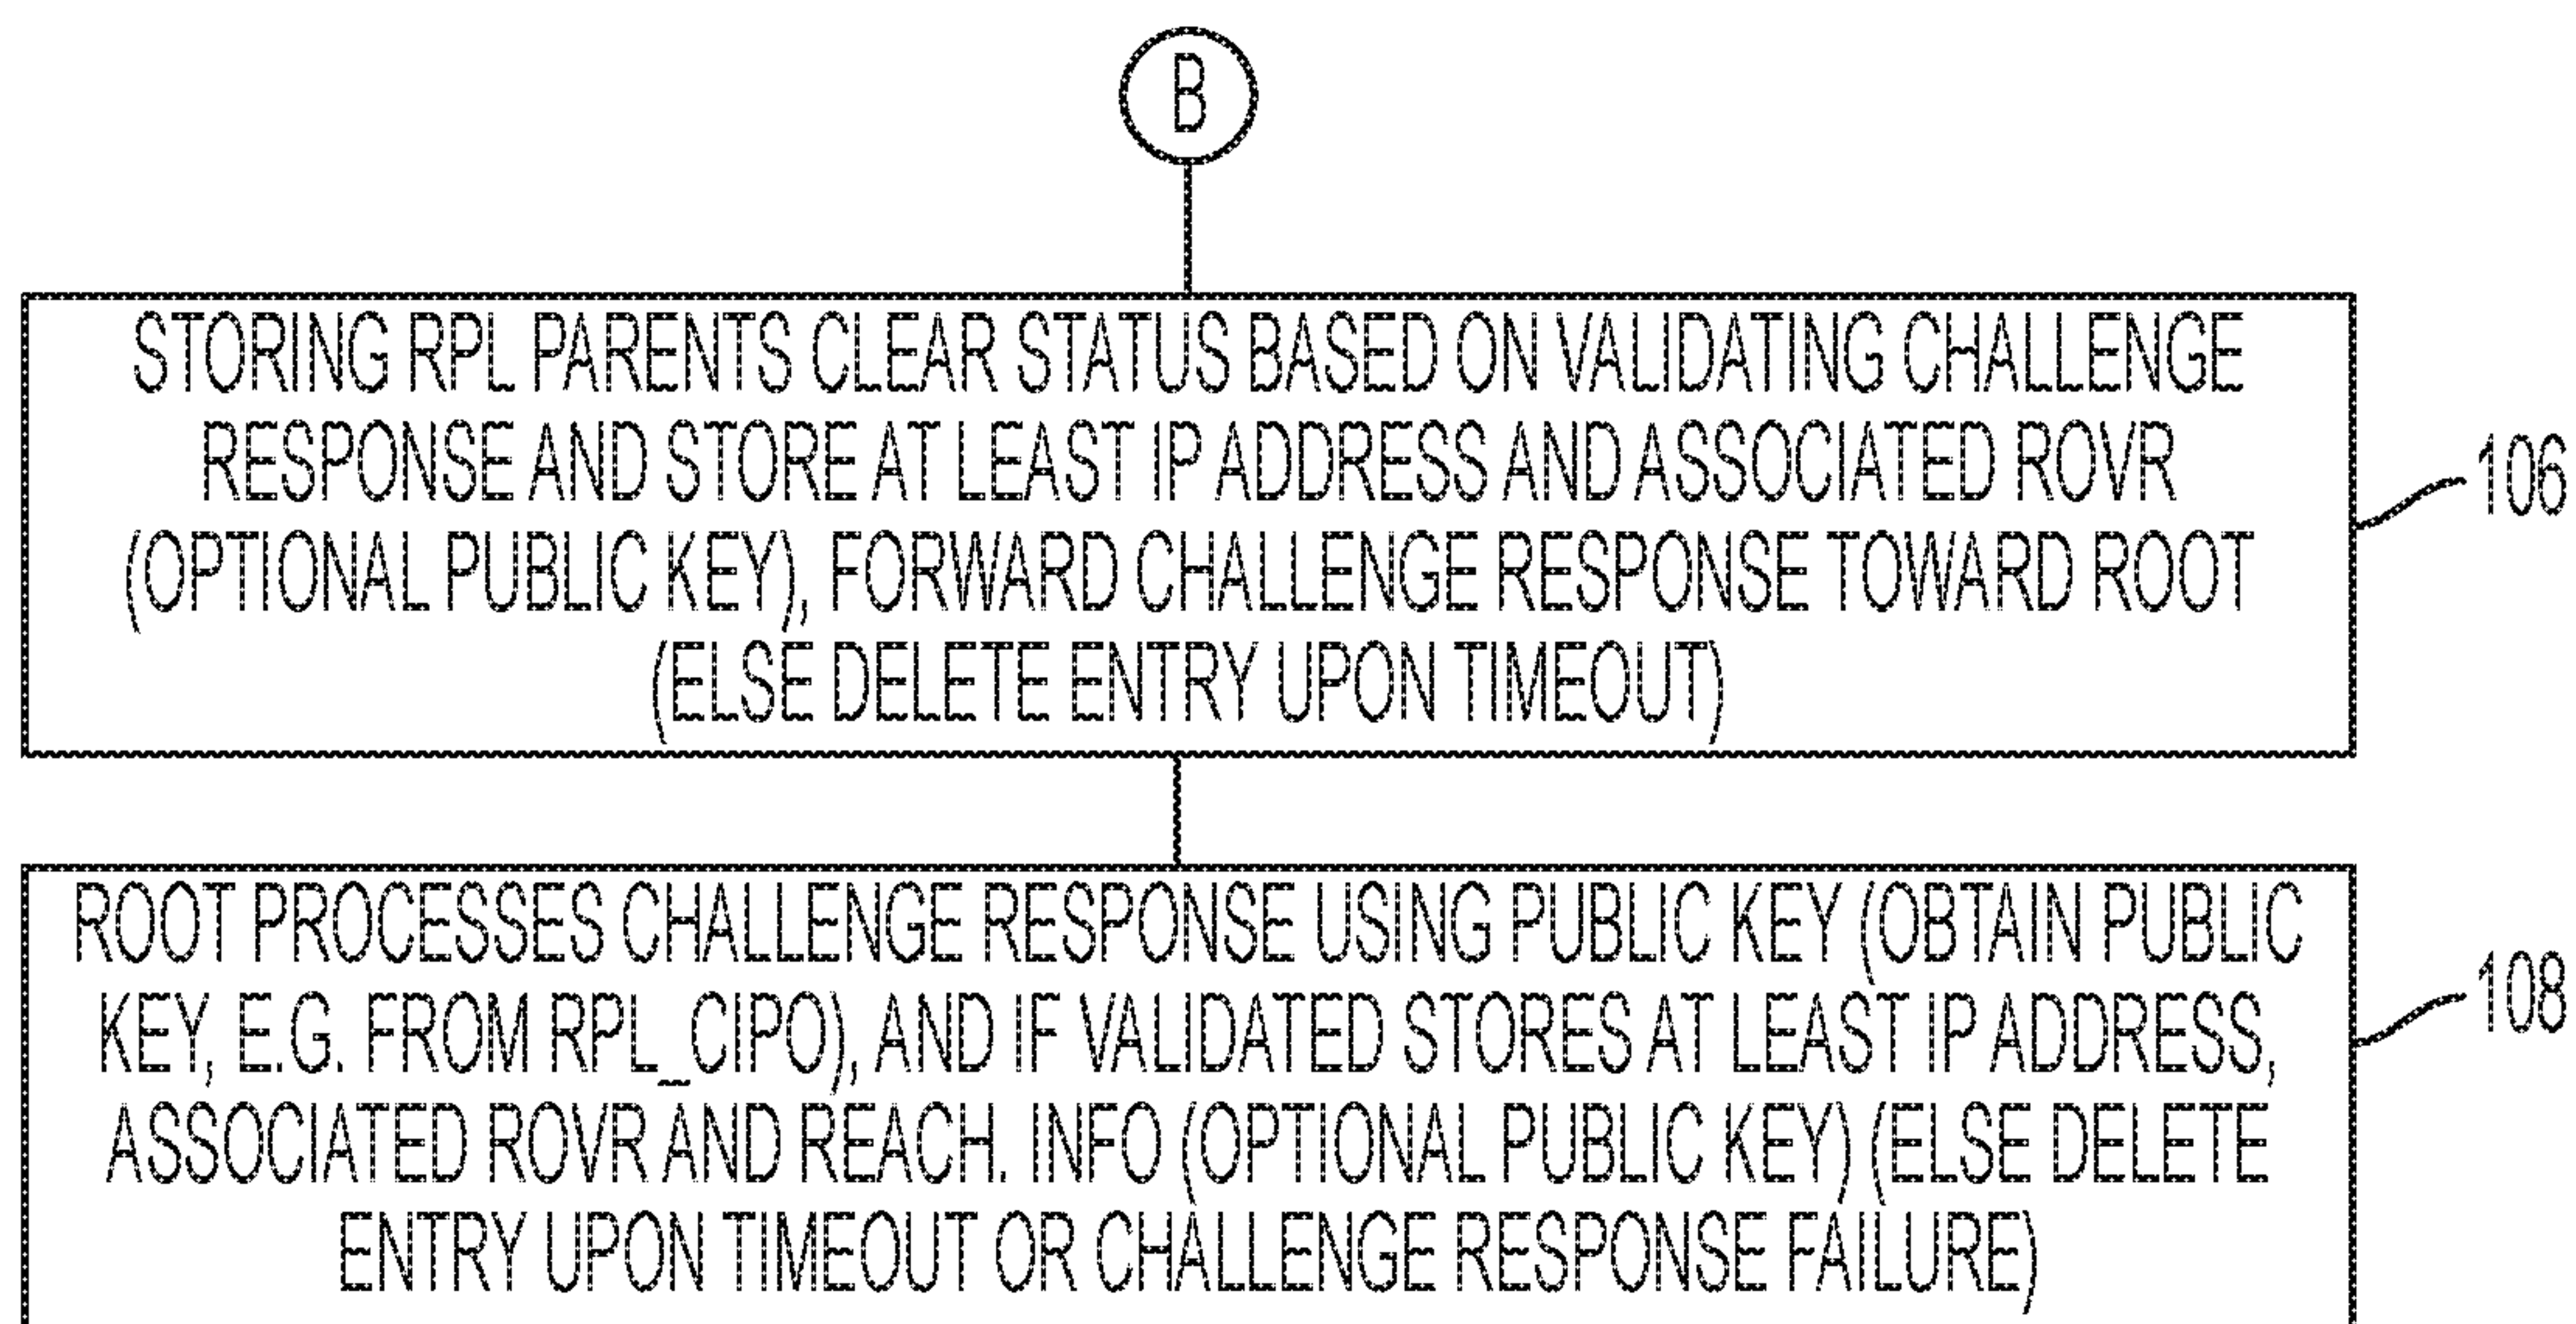 B
STORING RPL PARENTS CLEAR STATUS BASED ON VALIDATING CHALLENGE
RESPONSE AND STORE AT LEAST IP ADDRESS AND ASSOCIATED ROVR
(OPTIONAL PUBLIC KEY), FORWARD CHALLENGE RESPONSE TOWARD ROOT
(ELSE DELETE ENTRY UPON TIMEOUT)
106
ROOT PROCESSES CHALLENGE RESPONSE USING PUBLIC KEY (OBTAIN PUBLIC
KEY, E.G. FROM RPL_CIPO), AND IF VALIDATED STORES AT LEAST IP ADDRESS,
ASSOCIATED ROVR AND REACH. INFO (OPTIONAL PUBLIC KEY) (ELSE DELETE
ENTRY UPON TIMEOUT OR CHALLENGE RESPONSE FAILURE)
108